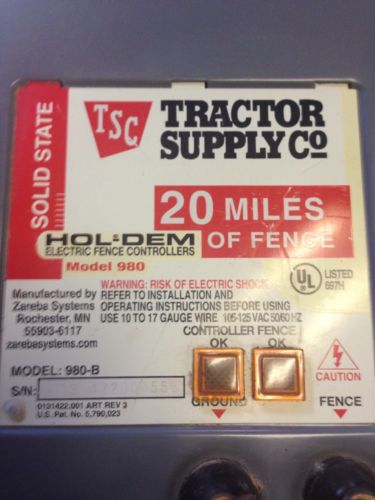 SOLID STATE
TSC
TRACTOR
SUPPLY CO
20 MILES
OF FENCE
HOL-DEM
ELECTRIC FENCE CONTROLLERS
Model 980
UL
LISTED
667H
WARNING: RISK OF ELECTRIC SHOCK
REFER TO INSTALLATION AND
OPERATING INSTRUCTIONS BEFORE USING
USE 10 TO 17 GAUGE WIRE 105-125 VAC 50/60 HZ
Manufactured by
Zareba Systems
Rochester, MN
55903-6117
zarebasystems.com
CONTROLLER FENCE
OK OK
MODEL: 980-B
S/N:
0131422.001 ART REV 3
U.S. Patent No. 5,790,023
GROUND
CAUTION
FENCE